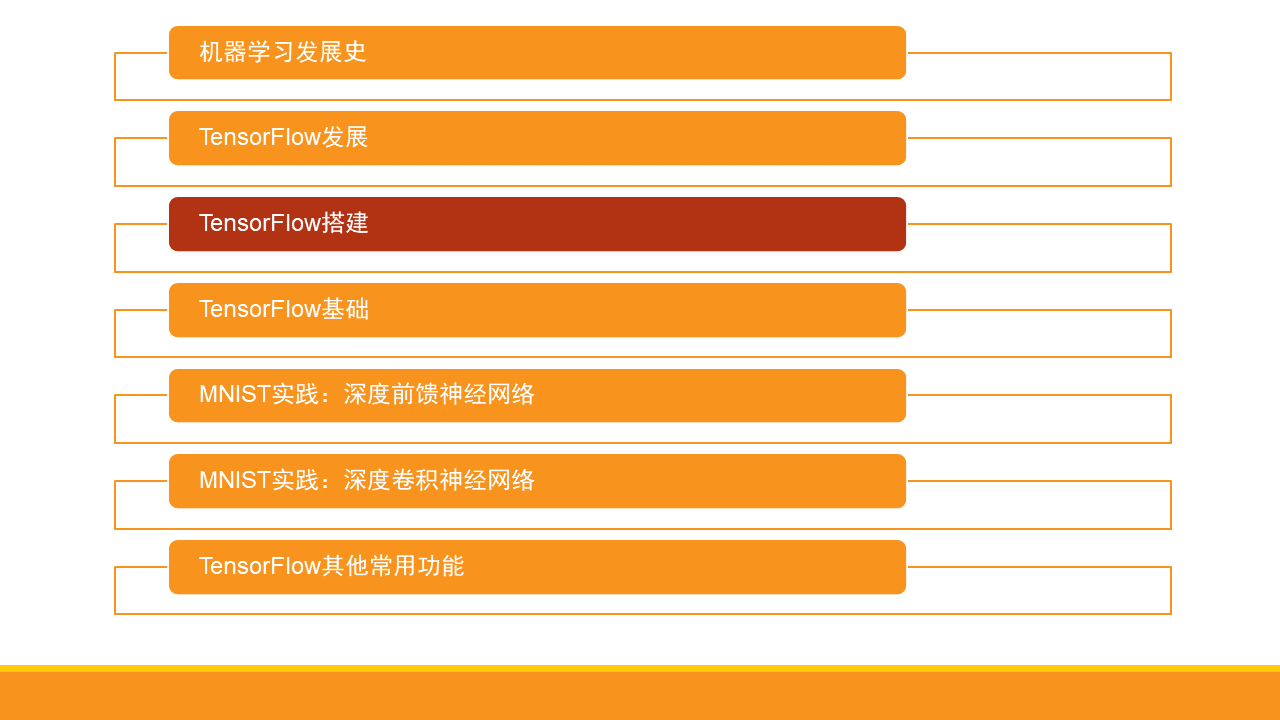 机器学习发展史
TensorFlow发展
TensorFlow搭建
TensorFlow基础
MNIST实践：深度前馈神经网络
MNIST实践：深度卷积神经网络
TensorFlow其他常用功能